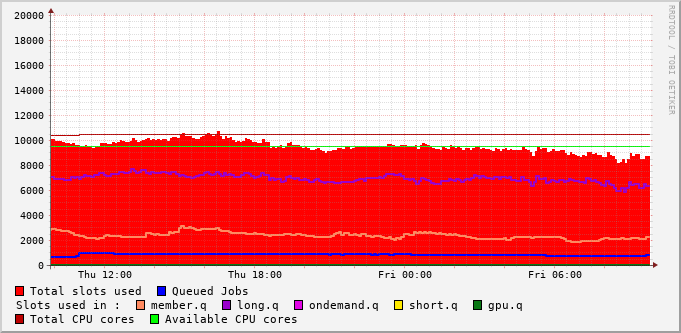 20000
18000
16000
14000
12000
10000
8000
6000
4000
2000
0
Thu 12:00 Thu 18:00 Fri 00:00 Fri 06:00
RRDTOOL / TOBI OETIKER
Total slots used Queued Jobs
Slots used in : member.q long.q ondemand.q short.q gpu.q
Total CPU cores Available CPU cores